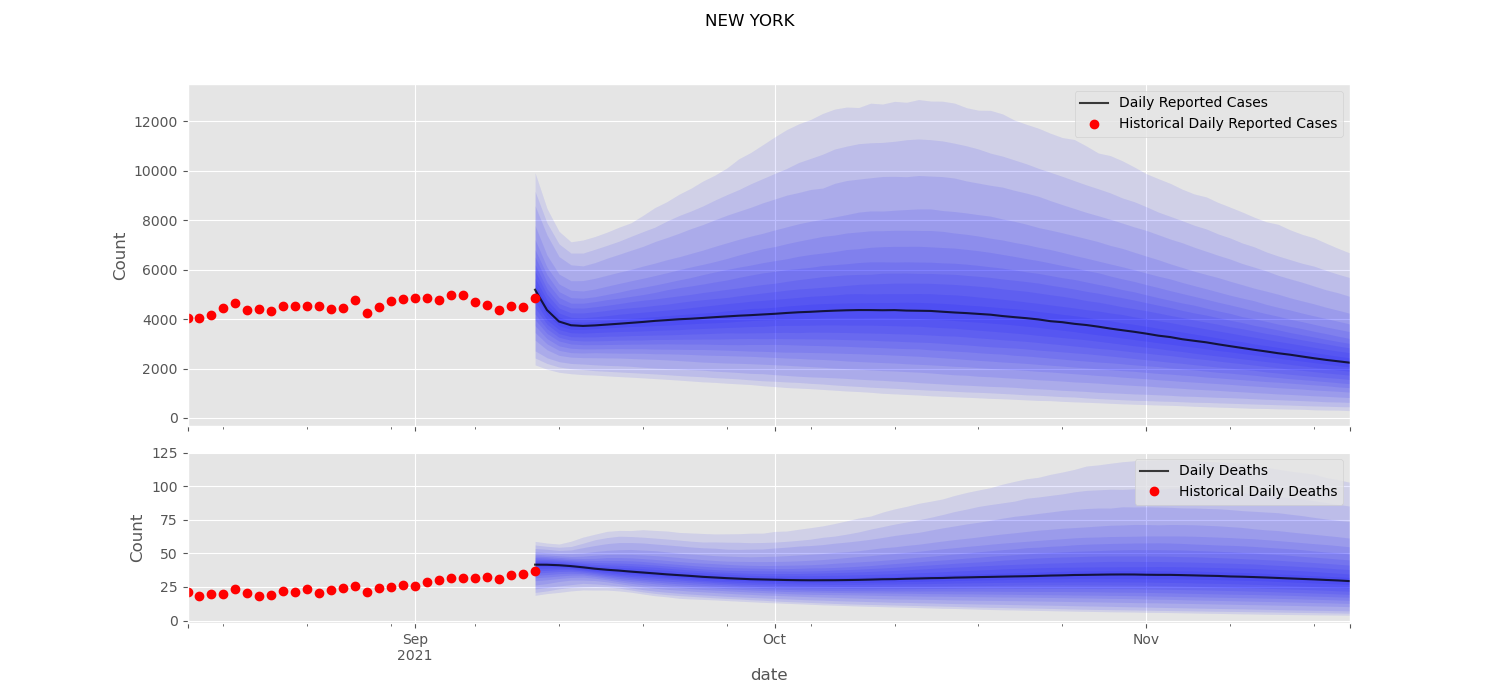 NEW YORK
Daily Reported Cases
Historical Daily Reported Cases
12000
10000
8000
6000
4000
2000
0
Count
Daily Deaths
Historical Daily Deaths
125
100
75
50
25
0
Count
Sep
2021
Oct
Nov
date